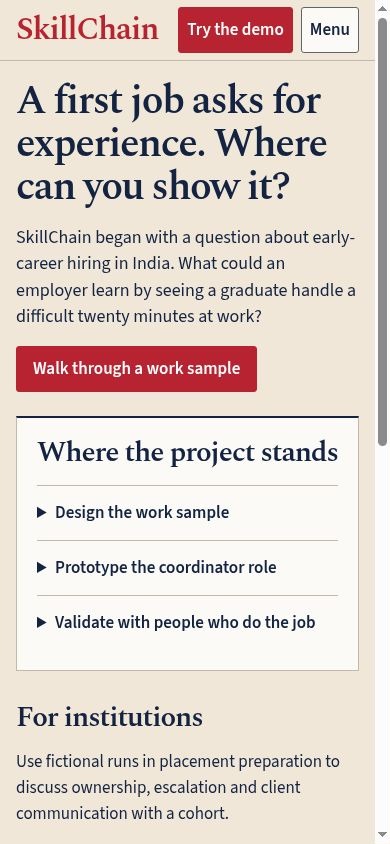 SkillChain
Try the demo
Menu
A first job asks for
experience. Where
can you show it?
SkillChain began with a question about early-
career hiring in India. What could an
employer learn by seeing a graduate handle a
difficult twenty minutes at work?
Walk through a work sample
Where the project stands
Design the work sample
Prototype the coordinator role
Validate with people who do the job
For institutions
Use fictional runs in placement preparation to
discuss ownership, escalation and client
communication with a cohort.